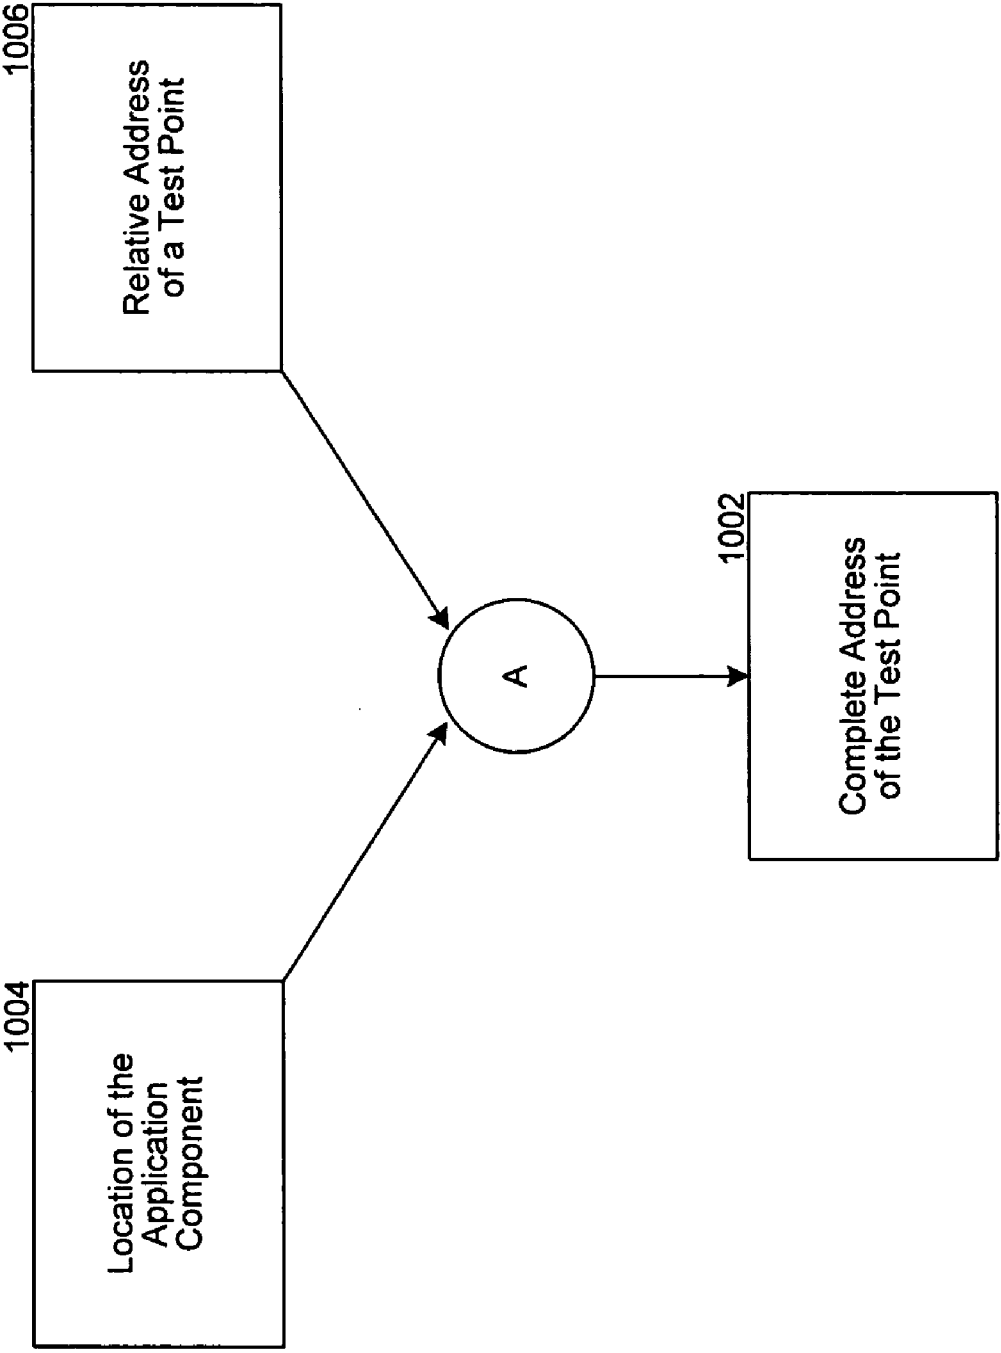 1004
Location of the
Application
Component
1006
Relative Address
of a Test Point
A
1002
Complete Address
of the Test Point